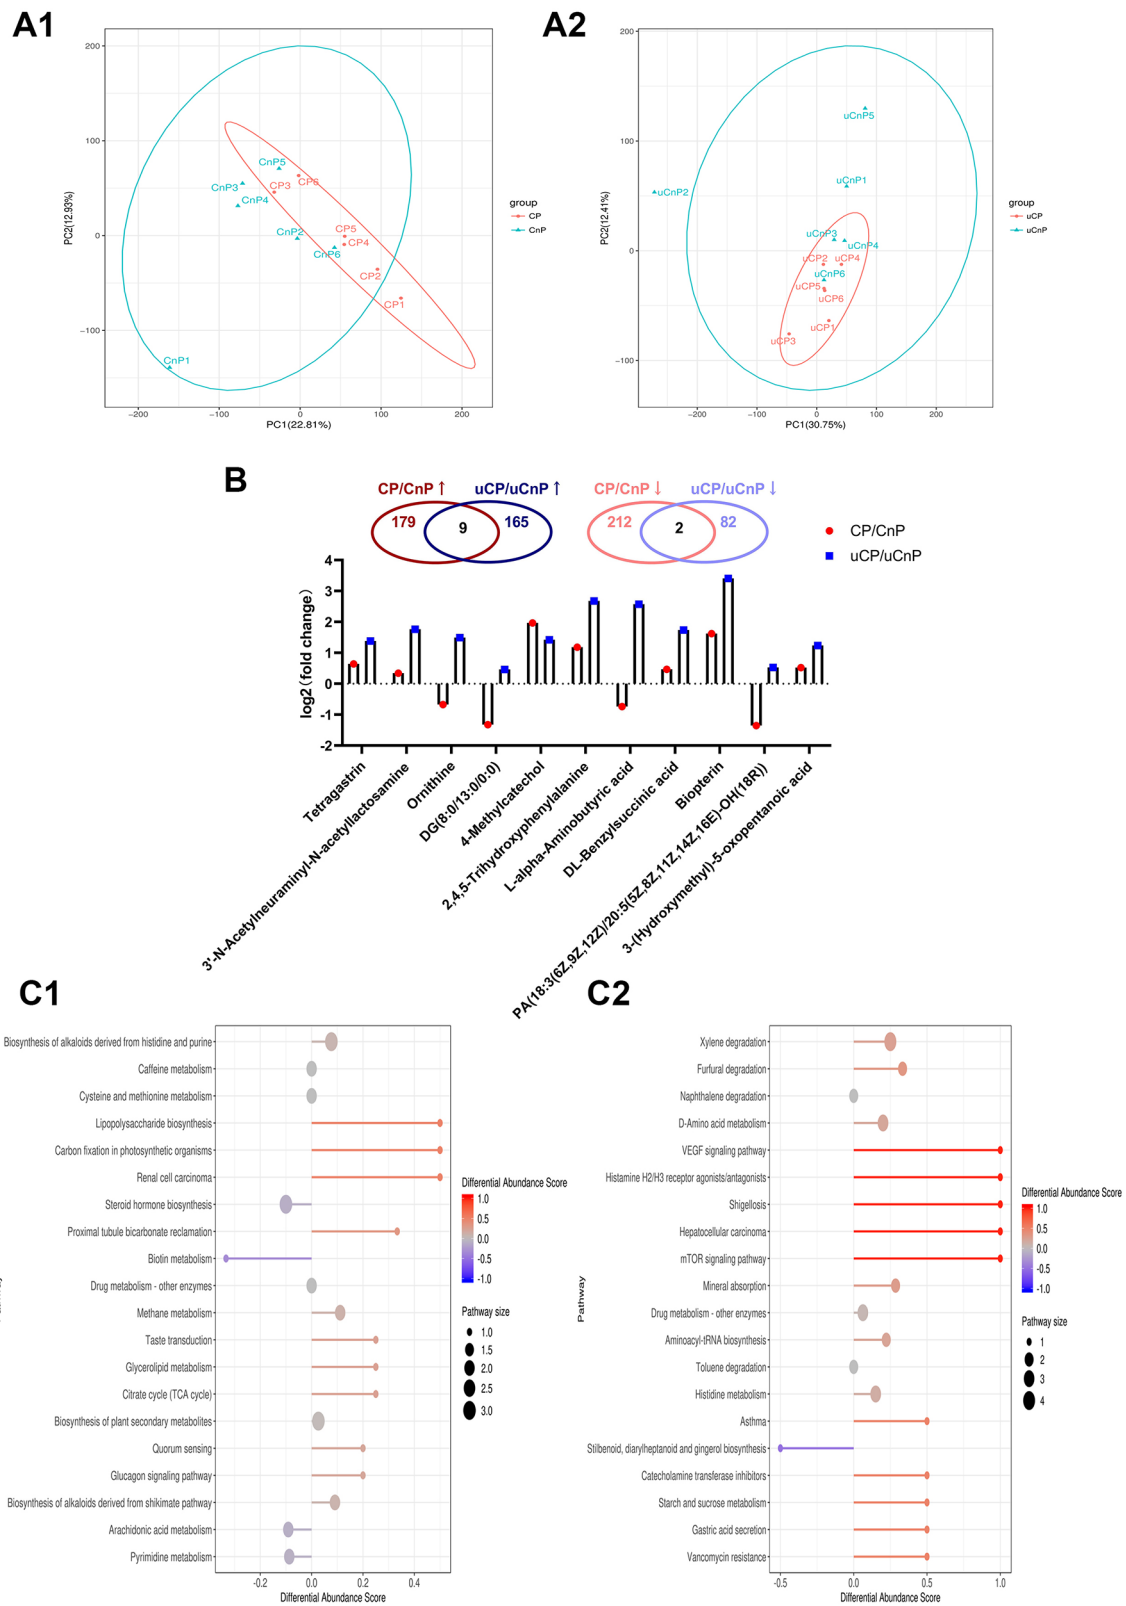 A1
A2
200
100
0
−100
−200
−100
0
100
200
PC1(22.81%)
PC2(12.93%)
CnP5
CP6
CnP3
CP3
CnP4
CnP2
CP5
CP4
CnP6
CP2
CP1
CnP1
group
CP
CnP
200
100
0
−100
−200
−100
0
100
200
PC1(30.75%)
PC2(12.41%)
uCnP5
uCnP1
uCnP2
uCnP3
uCnP4
uCP2
uCP4
uCnP6
uCP5
uCP6
uCP1
uCP3
group
uCP
uCnP
B
CP/CnP ↑
uCP/uCnP ↑
179
9
165
CP/CnP ↓
uCP/uCnP ↓
212
2
82
CP/CnP
uCP/uCnP
log2(fold change)
4
3
2
1
0
-1
-2
Tetragastrin
3'-N-Acetylneuraminyl-N-acetyllactosamine
Ornithine
DG(8:0/13:0/0:0)
4-Methylcatechol
2,4,5-Trihydroxyphenylalanine
L-alpha-Aminobutyric acid
DL-Benzylsuccinic acid
Biopterin
PA(18:3(6Z,9Z,12Z)/20:5(5Z,8Z,11Z,14Z,16E)-OH(18R))
3-(Hydroxymethyl)-5-oxopentanoic acid
C1
C2
Biosynthesis of alkaloids derived from histidine and purine
Caffeine metabolism
Cysteine and methionine metabolism
Lipopolysaccharide biosynthesis
Carbon fixation in photosynthetic organisms
Renal cell carcinoma
Steroid hormone biosynthesis
Proximal tubule bicarbonate reclamation
Biotin metabolism
Drug metabolism - other enzymes
Methane metabolism
Taste transduction
Glycerolipid metabolism
Citrate cycle (TCA cycle)
Biosynthesis of plant secondary metabolites
Quorum sensing
Glucagon signaling pathway
Biosynthesis of alkaloids derived from shikimate pathway
Arachidonic acid metabolism
Pyrimidine metabolism
-0.2
0.0
0.2
0.4
Differential Abundance Score
Differential Abundance Score
1.0
0.5
0.0
-0.5
-1.0
Pathway size
1.0
1.5
2.0
2.5
3.0
Pathway
Xylene degradation
Furfural degradation
Naphthalene degradation
D-Amino acid metabolism
VEGF signaling pathway
Histamine H2/H3 receptor agonists/antagonists
Shigellosis
Hepatocellular carcinoma
mTOR signaling pathway
Mineral absorption
Drug metabolism - other enzymes
Aminoacyl-tRNA biosynthesis
Toluene degradation
Histidine metabolism
Asthma
Stilbenoid, diarylheptanoid and gingerol biosynthesis
Catecholamine transferase inhibitors
Starch and sucrose metabolism
Gastric acid secretion
Vancomycin resistance
-0.5
0.0
0.5
1.0
Differential Abundance Score
Differential Abundance Score
1.0
0.5
0.0
-0.5
-1.0
Pathway size
1
2
3
4